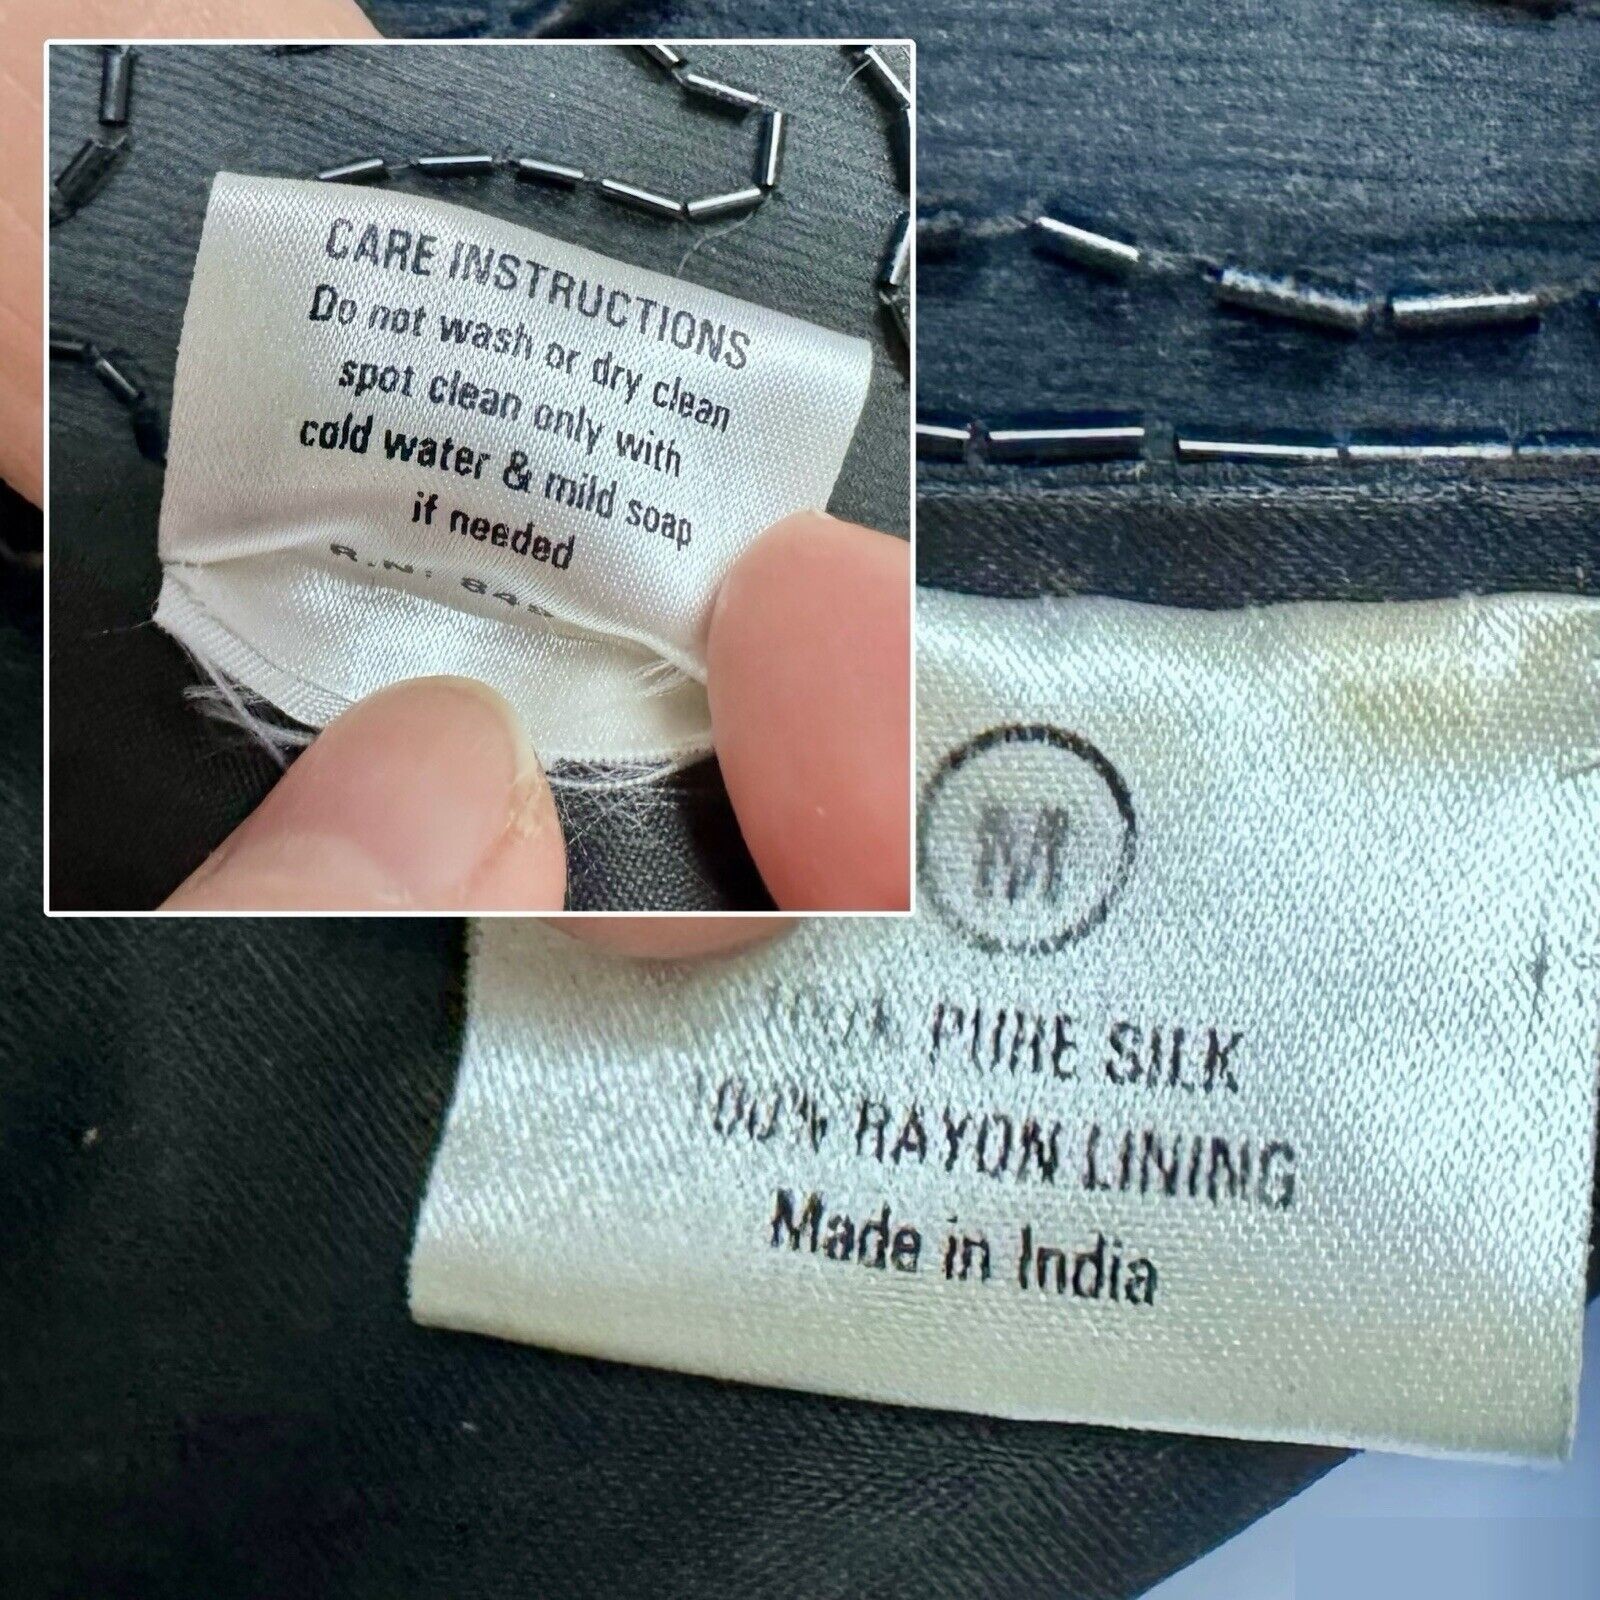 CARE INSTRUCTIONS
Do not wash or dry clean
spot clean only with
cold water & mild soap
if needed
R.N:
M
PURE SILK
100% RAYON LINING
Made in India